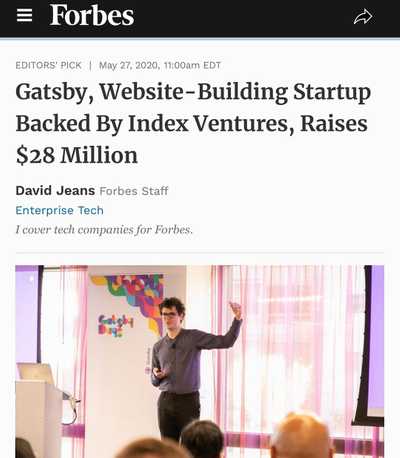 Forbes
EDITORS' PICK | May 27, 2020, 11:00am EDT
Gatsby, Website-Building Startup
Backed By Index Ventures, Raises
$28 Million
David Jeans Forbes Staff
Enterprise Tech
I cover tech companies for Forbes.
Gatsby
Days